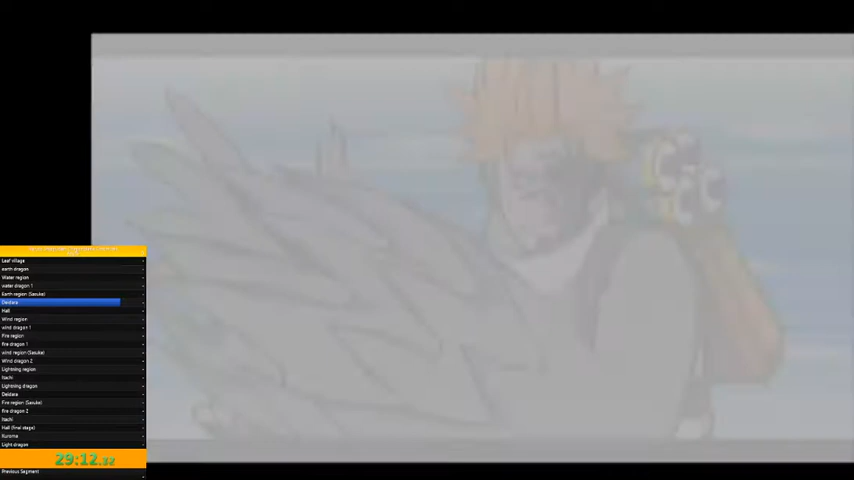 Leaf village
earth dragon
Water region
water dragon 1
Earth region (Sasuke)
Deidara
Hall
Wind region
wind dragon 1
Fire region
Fire dragon 1
wind region (Sasuke)
Wind dragon 2
Lightning region
Itachi
Lightning dragon
Deidara
Fire region (Sasuke)
Fire dragon 2
Itachi
Hall (final stage)
Kurama
Light dragon
29:12.32
Previous Segment